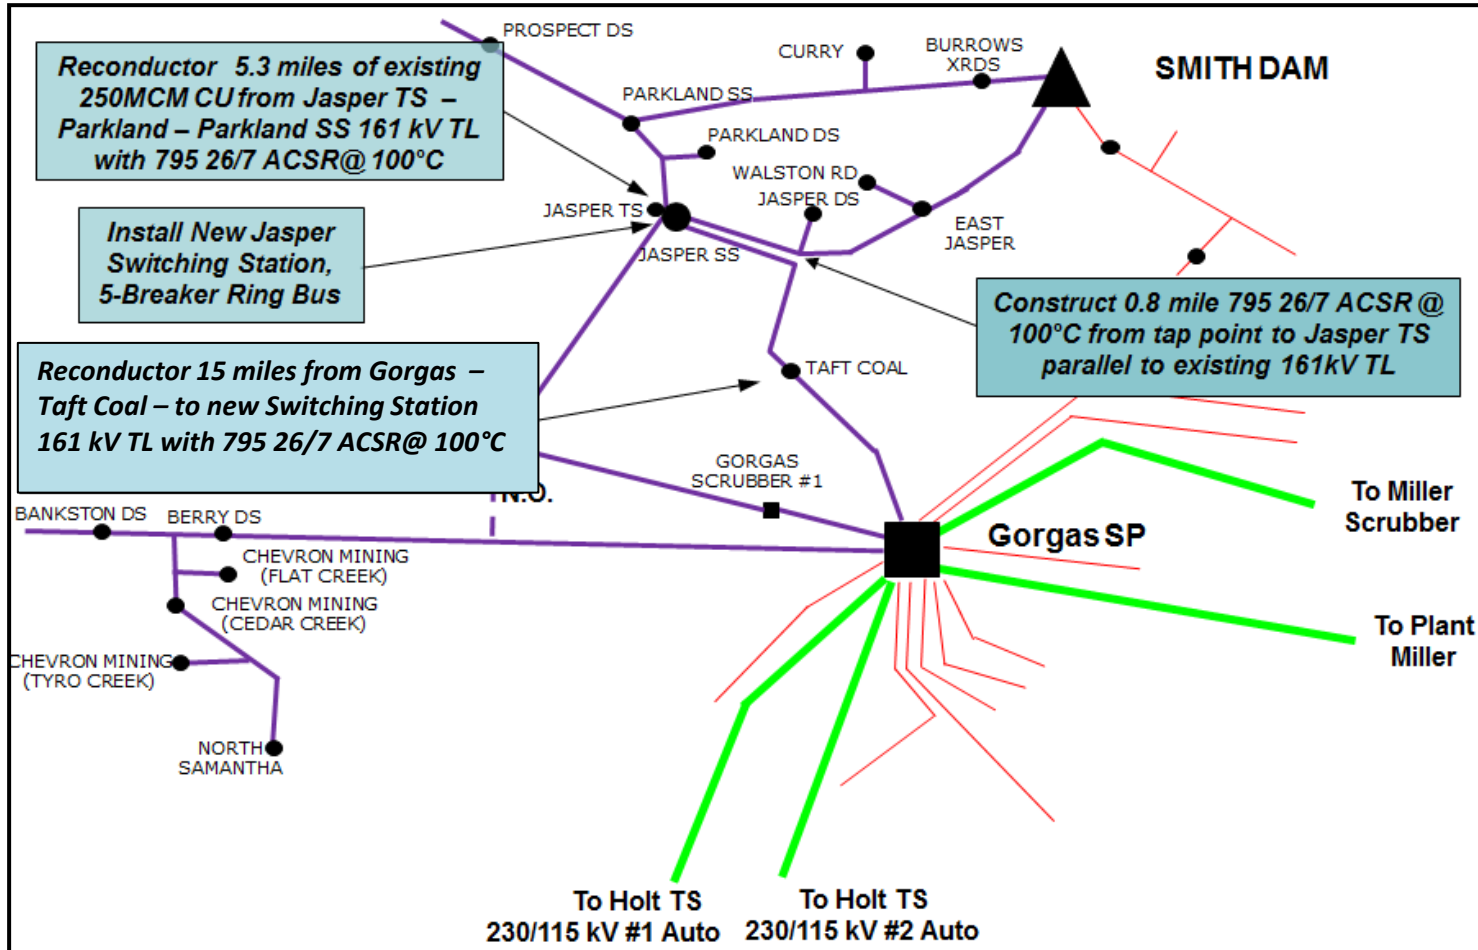 PROSPECT DS
Reconductor 5.3 miles of existing
250MCM CU from Jasper TS –
Parkland – Parkland SS 161 kV TL
with 795 26/7 ACSR@ 100°C
CURRY
BURROWS
XRDS
SMITH DAM
PARKLAND SS
PARKLAND DS
WALSTON RD
JASPER DS
JASPER TS
EAST
JASPER
JASPER SS
Install New Jasper
Switching Station,
5-Breaker Ring Bus
Construct 0.8 mile 795 26/7 ACSR @
100°C from tap point to Jasper TS
parallel to existing 161kV TL
Reconductor 15 miles from Gorgas –
Taft Coal – to new Switching Station
161 kV TL with 795 26/7 ACSR@ 100°C
TAFT COAL
GORGAS
SCRUBBER #1
N.O.
To Miller
Scrubber
BANKSTON DS
BERRY DS
Gorgas SP
CHEVRON MINING
(FLAT CREEK)
CHEVRON MINING
(CEDAR CREEK)
CHEVRON MINING
(TYRO CREEK)
To Plant
Miller
NORTH
SAMANTHA
To Holt TS
230/115 kV #1 Auto
To Holt TS
230/115 kV #2 Auto